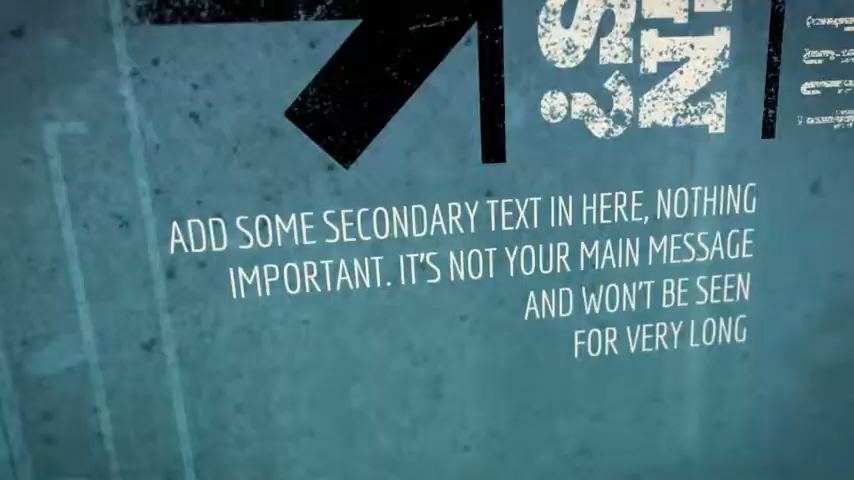 ADD SOME SECONDARY TEXT IN HERE, NOTHING
IMPORTANT. IT'S NOT YOUR MAIN MESSAGE
AND WON'T BE SEEN
FOR VERY LONG